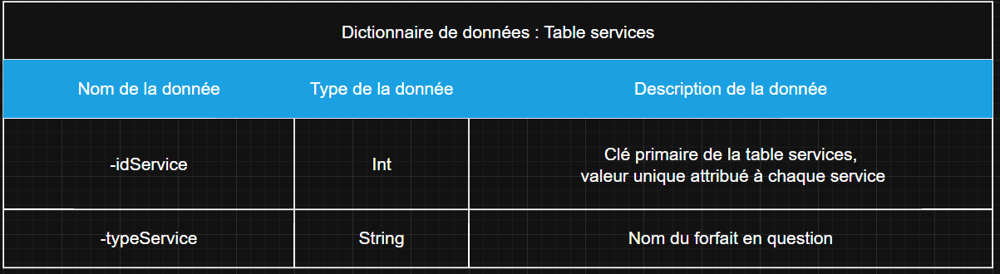 Dictionnaire de données : Table services
Nom de la donnée
Type de la donnée
Description de la donnée
-idService
Int
Clé primaire de la table services,
valeur unique attribué à chaque service
-typeService
String
Nom du forfait en question